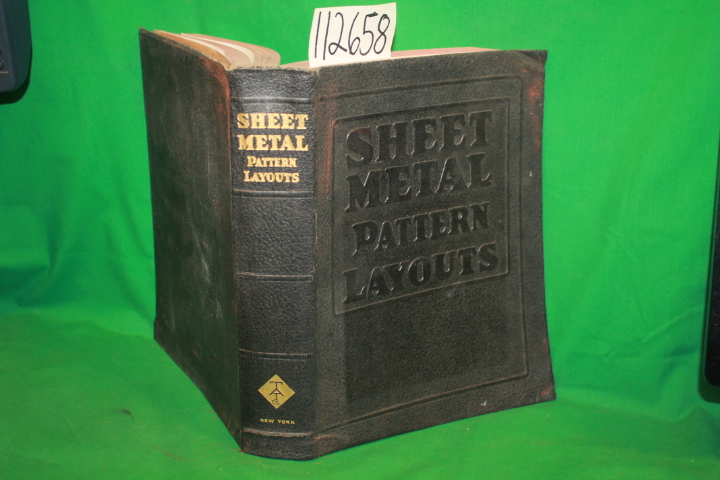 112658
SHEET
METAL
PATTERN
LAYOUTS
NEW YORK
SHEET
METAL
PATTERN
LAYOUTS